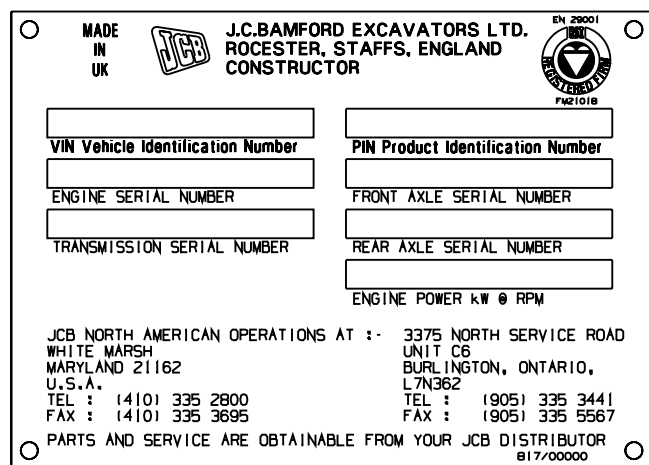 MADE
IN
UK
JCB
J.C.BAMFORD EXCAVATORS LTD.
ROCESTER, STAFFS, ENGLAND
CONSTRUCTOR
EN 29001
BSI
REGISTERED FIRM
FM21018
VIN Vehicle Identification Number
PIN Product Identification Number
ENGINE SERIAL NUMBER
FRONT AXLE SERIAL NUMBER
TRANSMISSION SERIAL NUMBER
REAR AXLE SERIAL NUMBER
ENGINE POWER kW @ RPM
JCB NORTH AMERICAN OPERATIONS AT :-
WHITE MARSH
MARYLAND 21162
U.S.A.
TEL : (410) 335 2800
FAX : (410) 335 3695
3375 NORTH SERVICE ROAD
UNIT C6
BURLINGTON, ONTARIO,
L7N362
TEL : (905) 335 3441
FAX : (905) 335 5567
PARTS AND SERVICE ARE OBTAINABLE FROM YOUR JCB DISTRIBUTOR
817/00000